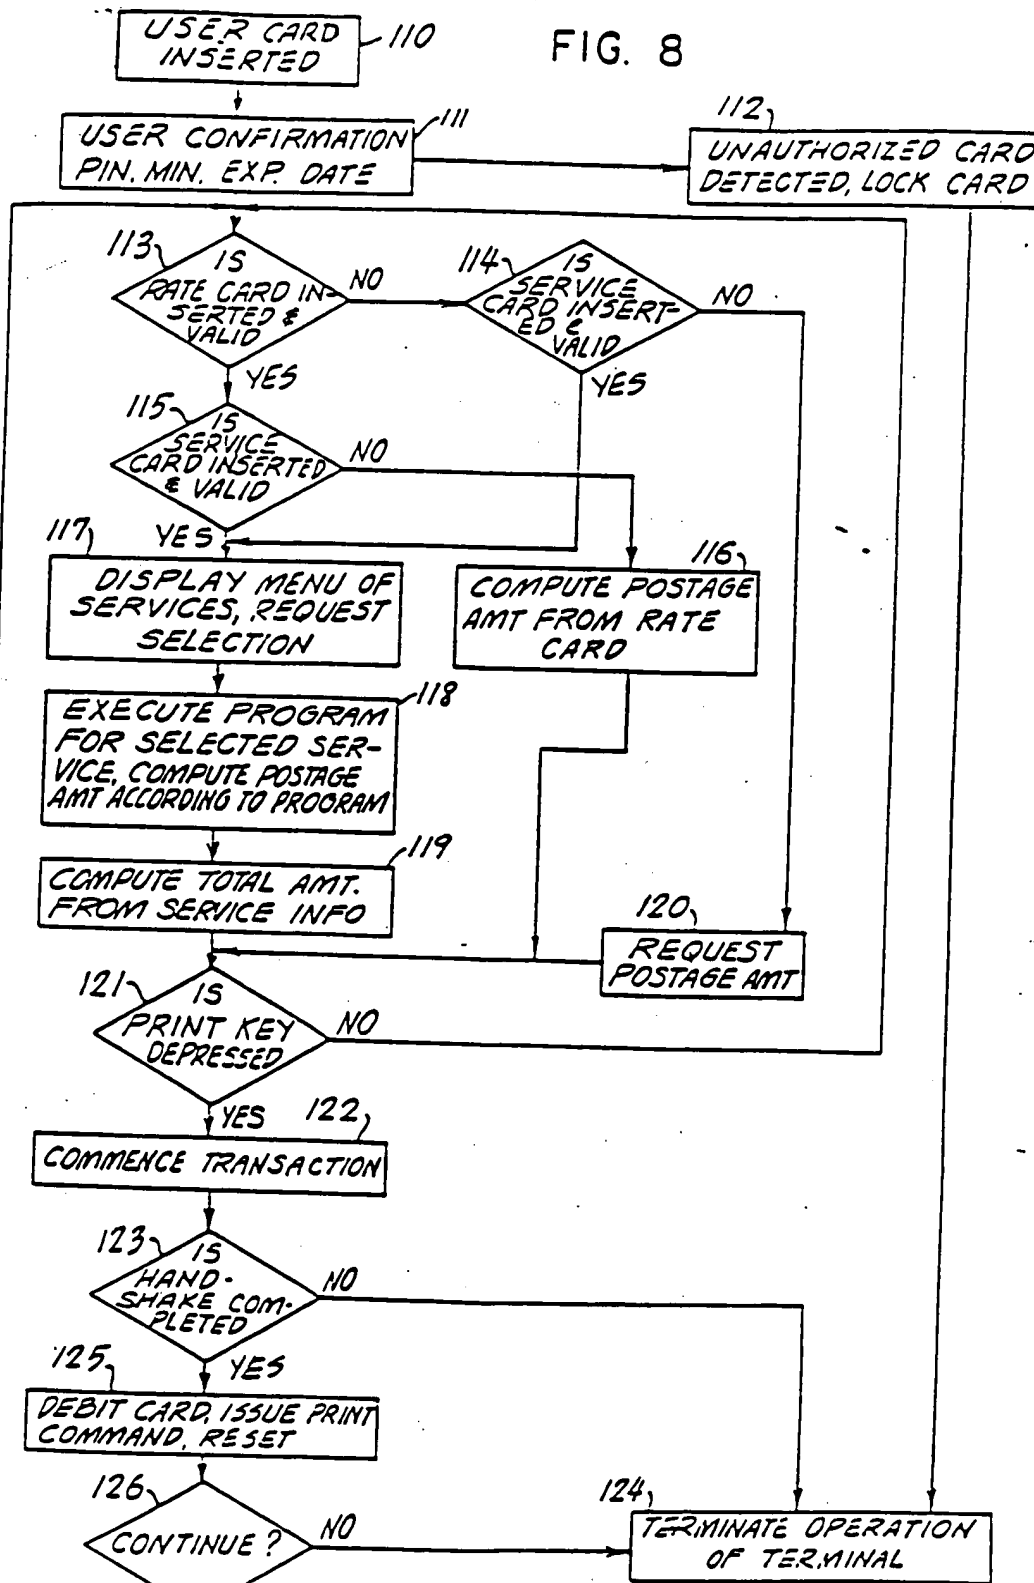 FIG. 8
USER CARD
INSERTED
110
USER CONFIRMATION
PIN. MIN. EXP. DATE
111
112
UNAUTHORIZED CARD
DETECTED, LOCK CARD
113
IS
RATE CARD IN-
SERTED &
VALID
NO
YES
114
IS
SERVICE
CARD INSERT-
ED &
VALID
NO
YES
115
IS
SERVICE
CARD INSERTED
& VALID
NO
YES
117
DISPLAY MENU OF
SERVICES, REQUEST
SELECTION
116
COMPUTE POSTAGE
AMT FROM RATE
CARD
118
EXECUTE PROGRAM
FOR SELECTED SER-
VICE, COMPUTE POSTAGE
AMT ACCORDING TO PROGRAM
119
COMPUTE TOTAL AMT.
FROM SERVICE INFO
120
REQUEST
POSTAGE AMT
121
IS
PRINT KEY
DEPRESSED
NO
YES
122
COMMENCE TRANSACTION
123
IS
HAND-
SHAKE COM-
PLETED
NO
YES
125
DEBIT CARD, ISSUE PRINT
COMMAND, RESET
126
CONTINUE?
NO
124
TERMINATE OPERATION
OF TERMINAL